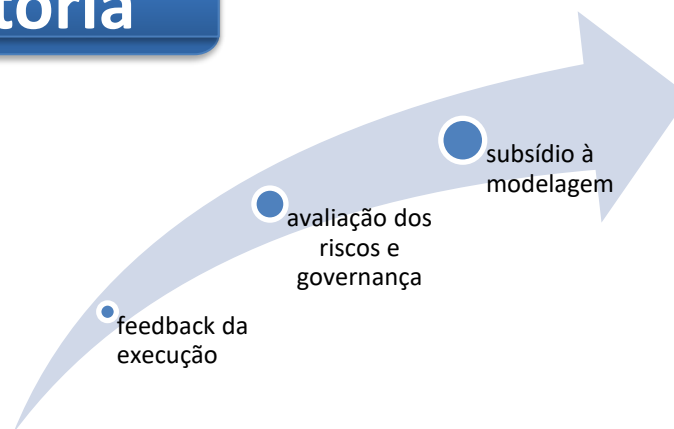 toria
subsídio à
modelagem
avaliação dos
riscos e
governança
feedback da
execução